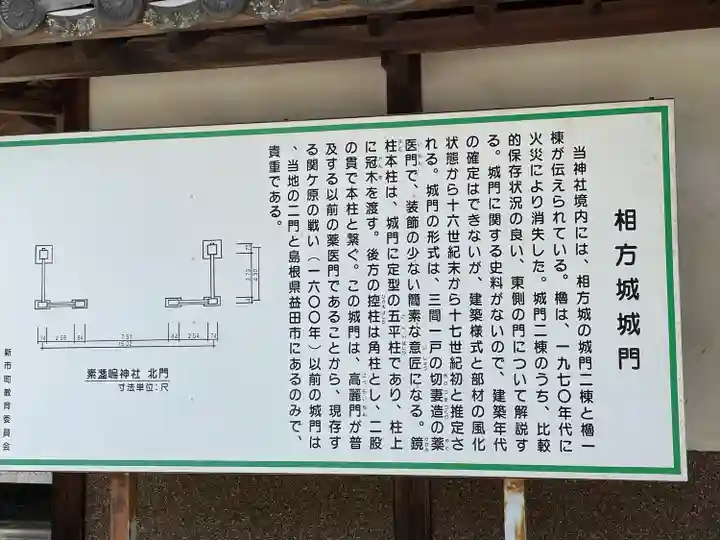 相方城城門
当神社境内には、相方城の城門二棟と櫓一
棟が伝えられている。櫓は、一九七〇年代に
火災により消失した。城門二棟のうち、比較
的保存状況の良い、東側の門について解説す
る。城門に関する史料がないので、建築年代
の確定はできないが、建築様式と部材の風化
状態から十六世紀末から十七世紀初と推定さ
れる。城門の形式は、三間一戸の切妻造の薬
医門で、装飾の少ない簡素な意匠になる。鏡
柱本柱は、城門に定型の五平柱であり、柱上
に冠木を渡す。後方の控柱は角柱とし、二股
の貫で本柱と繋ぐ。この城門は、高麗門が普
及する以前の薬医門であることから、現存す
る関ケ原の戦い（一六〇〇年）以前の城門は
、当地の二門と島根県益田市にあるのみで、
貴重である。
素盞嗚神社 北門
寸法単位:尺
新市町教育委員会
74
2.58
84
7.51
84
2.54
74
15.02